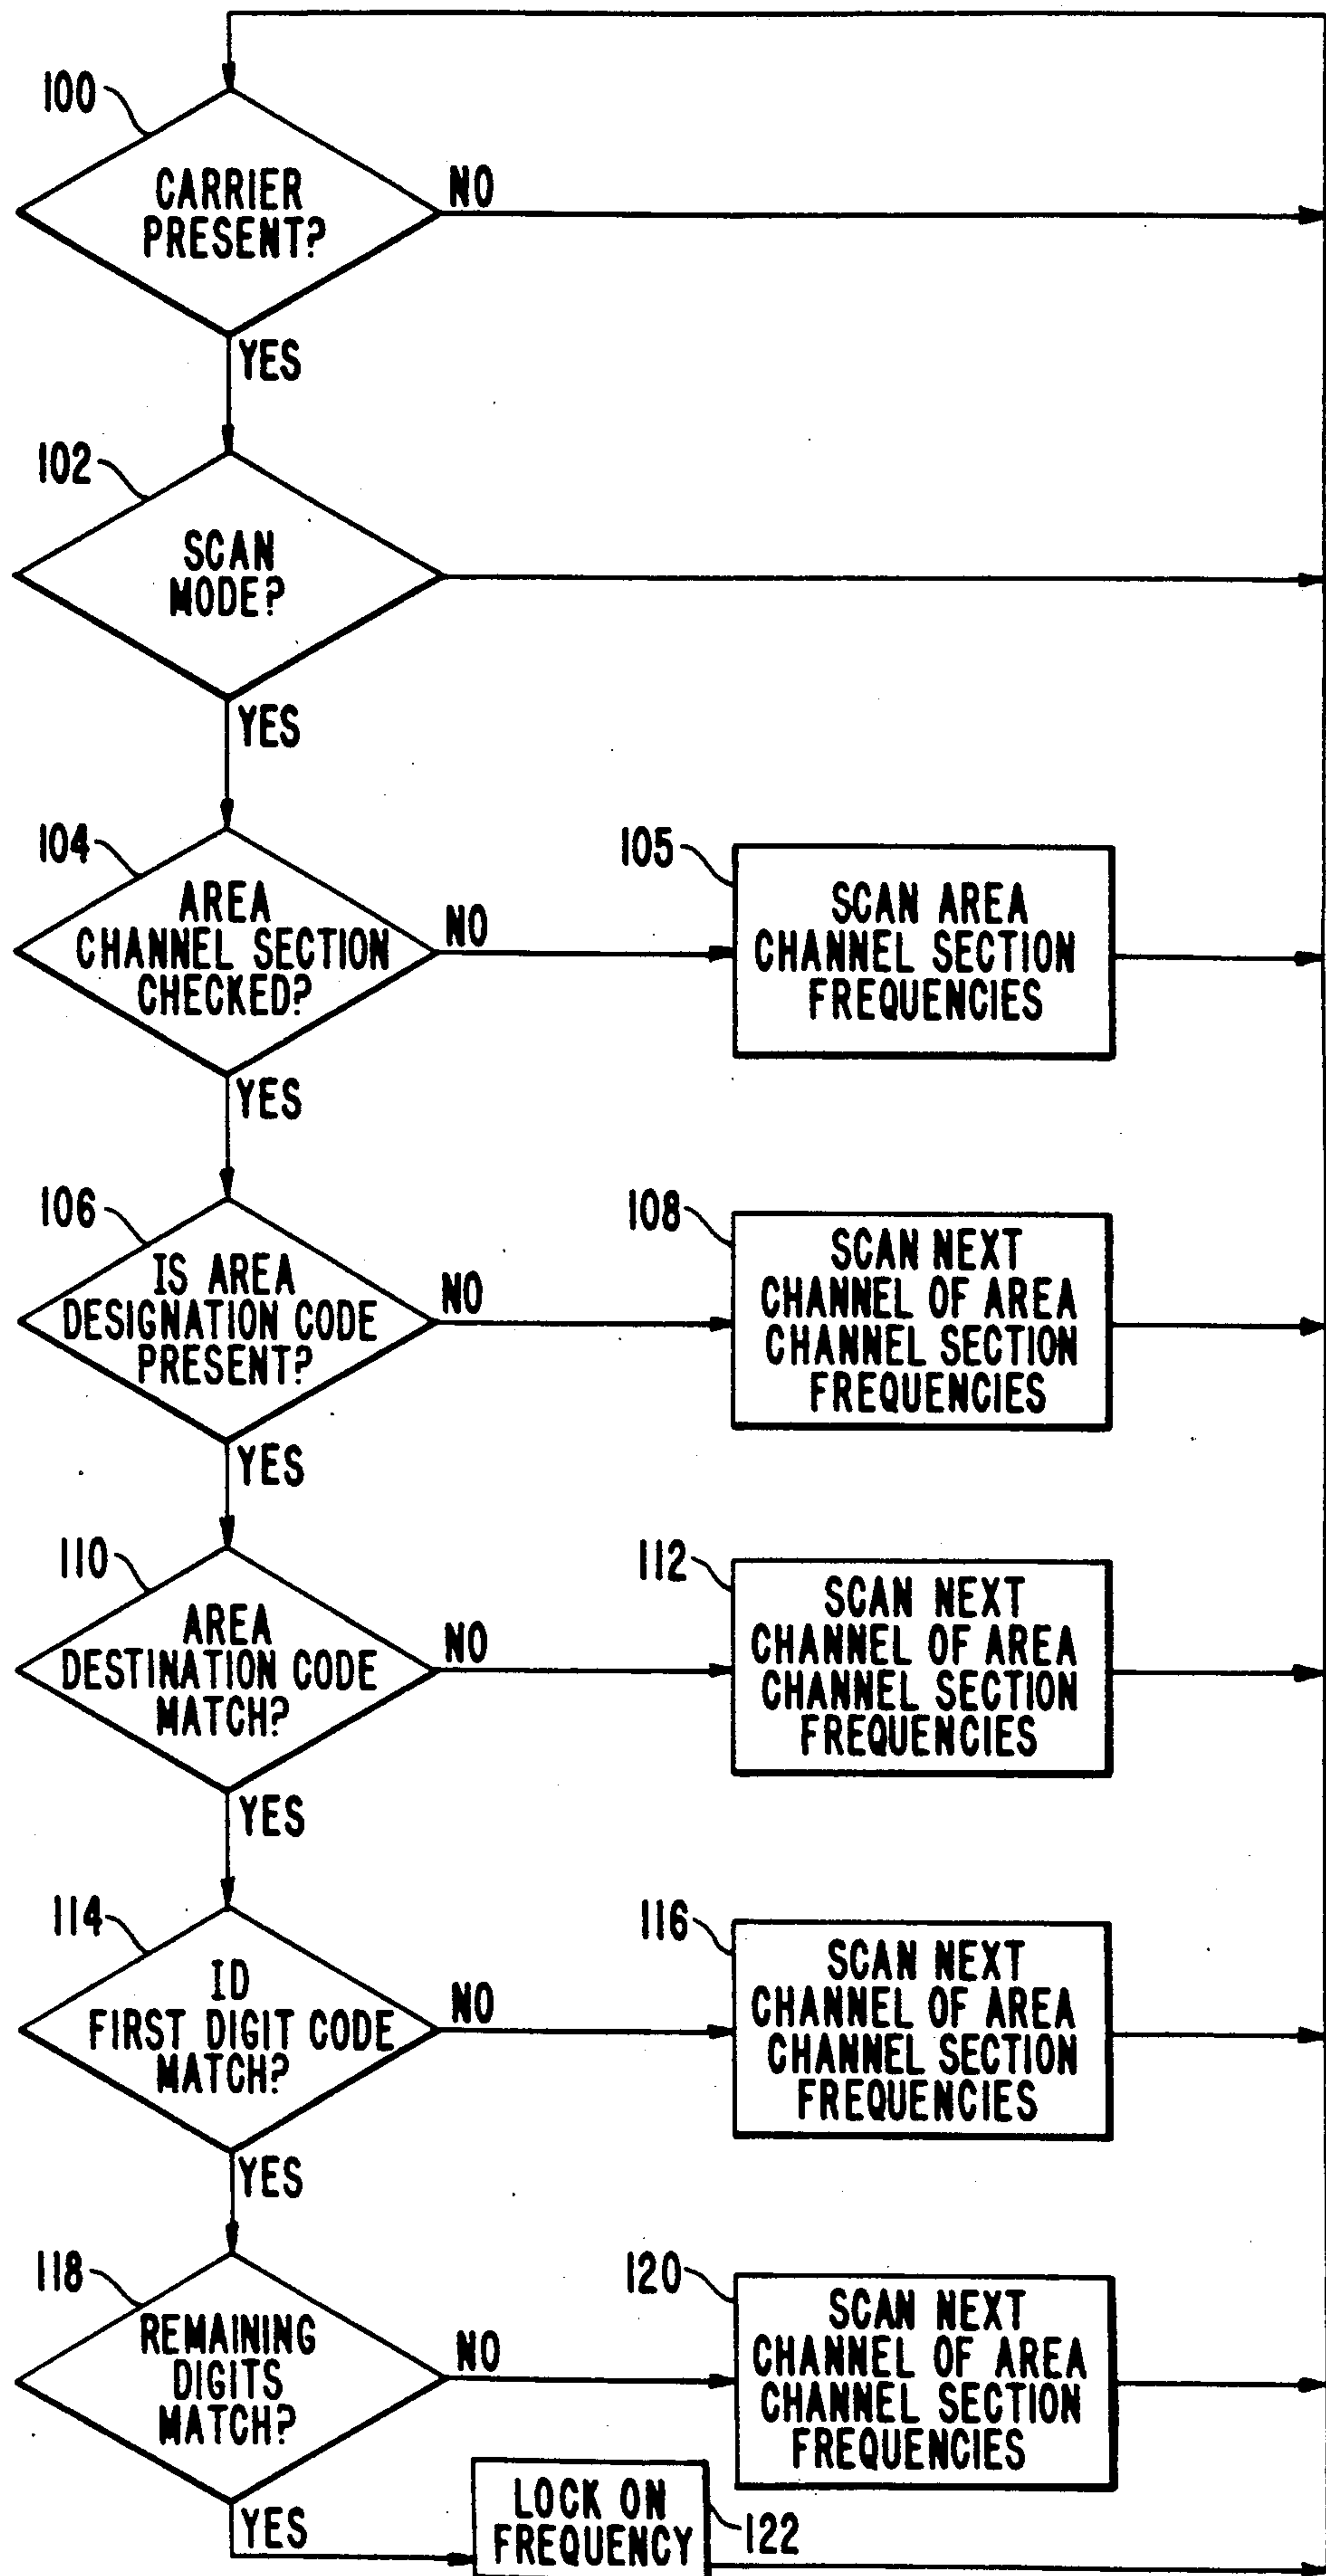 100
CARRIER
PRESENT?
NO
YES
102
SCAN
MODE?
YES
104
AREA
CHANNEL SECTION
CHECKED?
NO
105
SCAN AREA
CHANNEL SECTION
FREQUENCIES
YES
106
IS AREA
DESIGNATION CODE
PRESENT?
NO
108
SCAN NEXT
CHANNEL OF AREA
CHANNEL SECTION
FREQUENCIES
YES
110
AREA
DESTINATION CODE
MATCH?
NO
112
SCAN NEXT
CHANNEL OF AREA
CHANNEL SECTION
FREQUENCIES
YES
114
ID
FIRST DIGIT CODE
MATCH?
NO
116
SCAN NEXT
CHANNEL OF AREA
CHANNEL SECTION
FREQUENCIES
YES
118
REMAINING
DIGITS
MATCH?
NO
120
SCAN NEXT
CHANNEL OF AREA
CHANNEL SECTION
FREQUENCIES
YES
LOCK ON
FREQUENCY
122